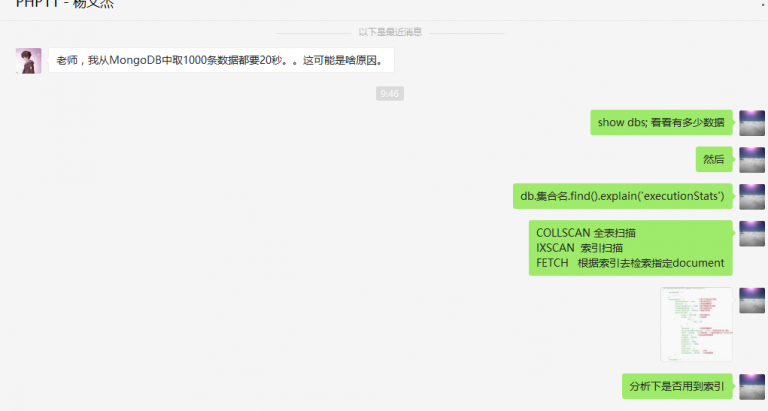 PHP11 - 杨文杰
以下是最近消息
老师，我从MongoDB中取1000条数据都要20秒。。这可能是啥原因。
9:46
show dbs; 看看有多少数据
然后
db.集合名.find().explain('executionStats')
COLLSCAN 全表扫描
IXSCAN 索引扫描
FETCH 根据索引去检索指定document
分析下是否用到索引